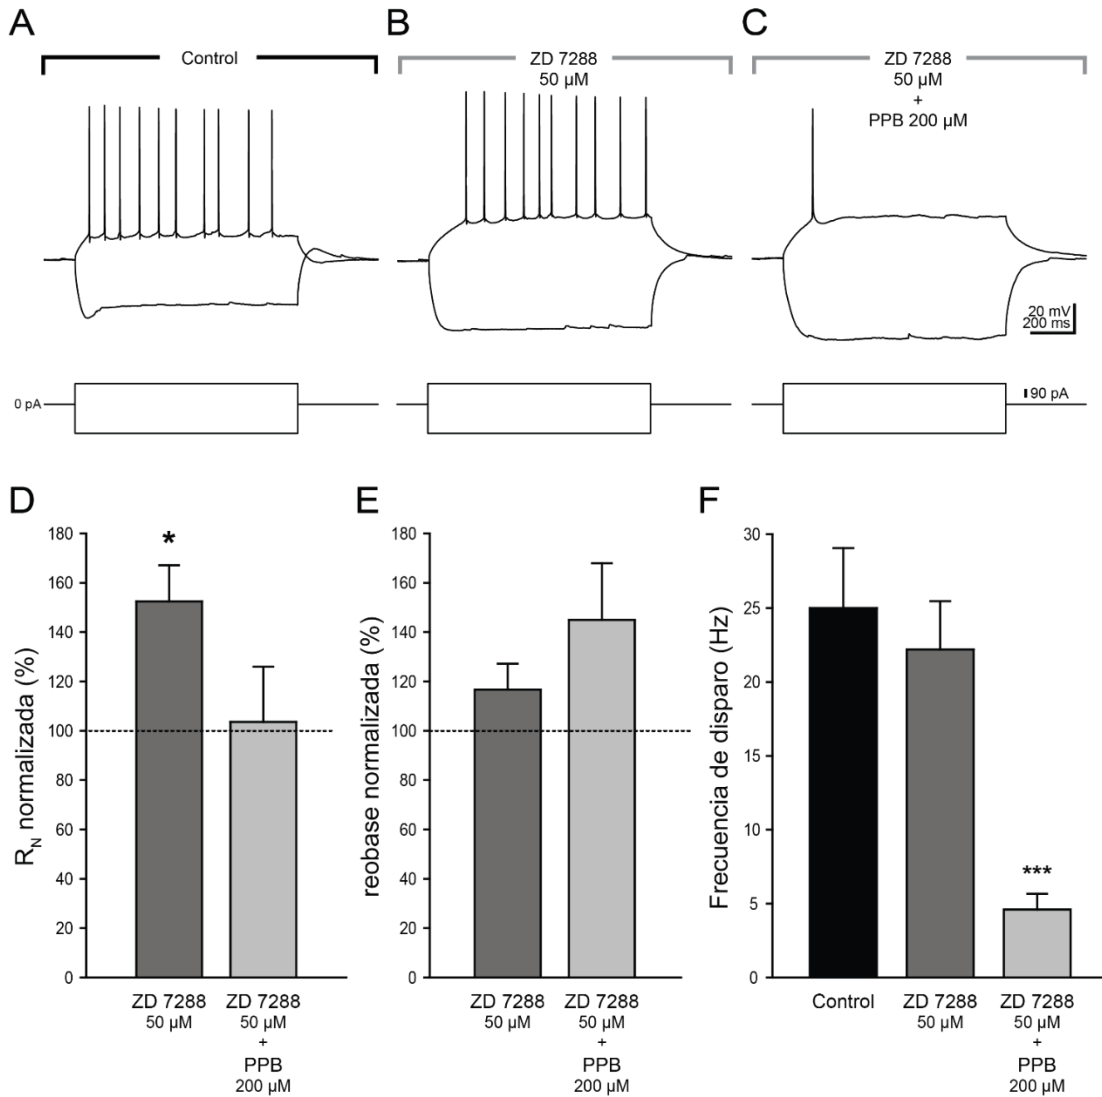 A
B
C
Control
ZD 7288
50 µM
ZD 7288
50 µM
+
PPB 200 µM
20 mV
200 ms
0 pA
90 pA
D
E
F
R_N normalizada (%)
180
160
140
120
100
80
60
40
20
0
*
ZD 7288
50 µM
ZD 7288
50 µM
+
PPB
200 µM
reobase normalizada (%)
180
160
140
120
100
80
60
40
20
0
ZD 7288
50 µM
ZD 7288
50 µM
+
PPB
200 µM
Frecuencia de disparo (Hz)
30
25
20
15
10
5
0
***
Control
ZD 7288
50 µM
ZD 7288
50 µM
+
PPB
200 µM